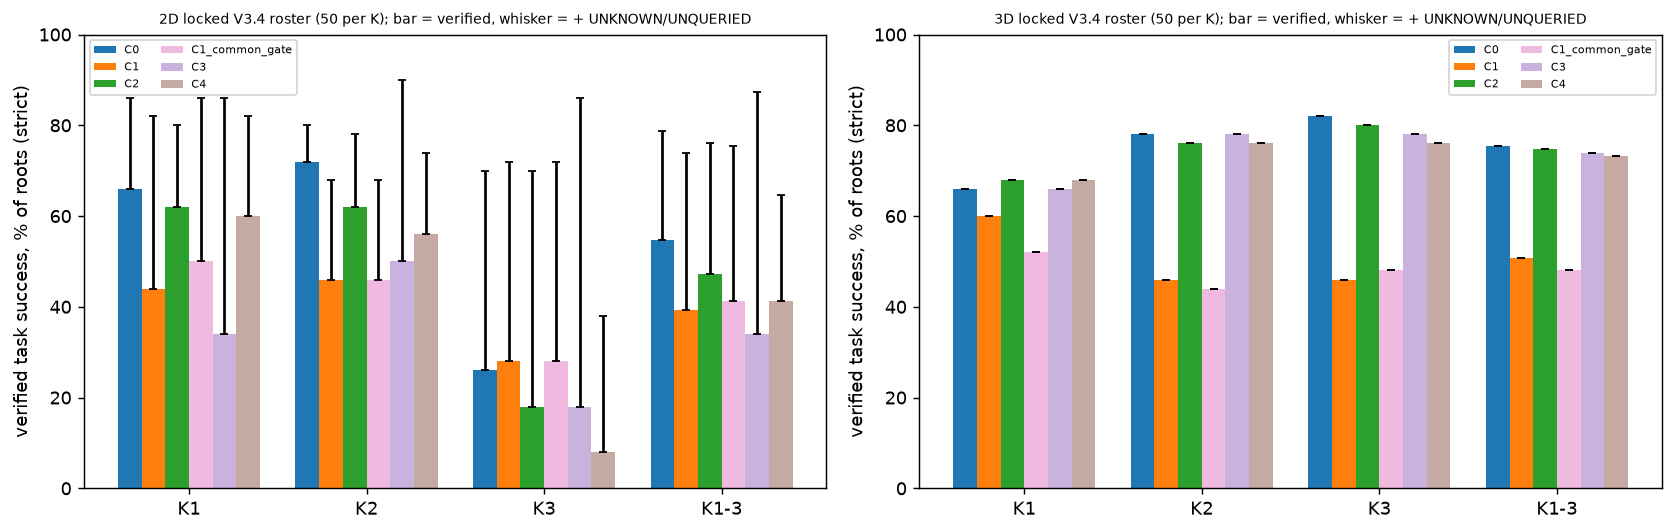 2D locked V3.4 roster (50 per K); bar = verified, whisker = + UNKNOWN/UNQUERIED
verified task success, % of roots (strict)
100
80
60
40
20
0
C0
C1
C2
C1_common_gate
C3
C4
K1
K2
K3
K1-3
3D locked V3.4 roster (50 per K); bar = verified, whisker = + UNKNOWN/UNQUERIED
verified task success, % of roots (strict)
100
80
60
40
20
0
C0
C1
C2
C1_common_gate
C3
C4
K1
K2
K3
K1-3